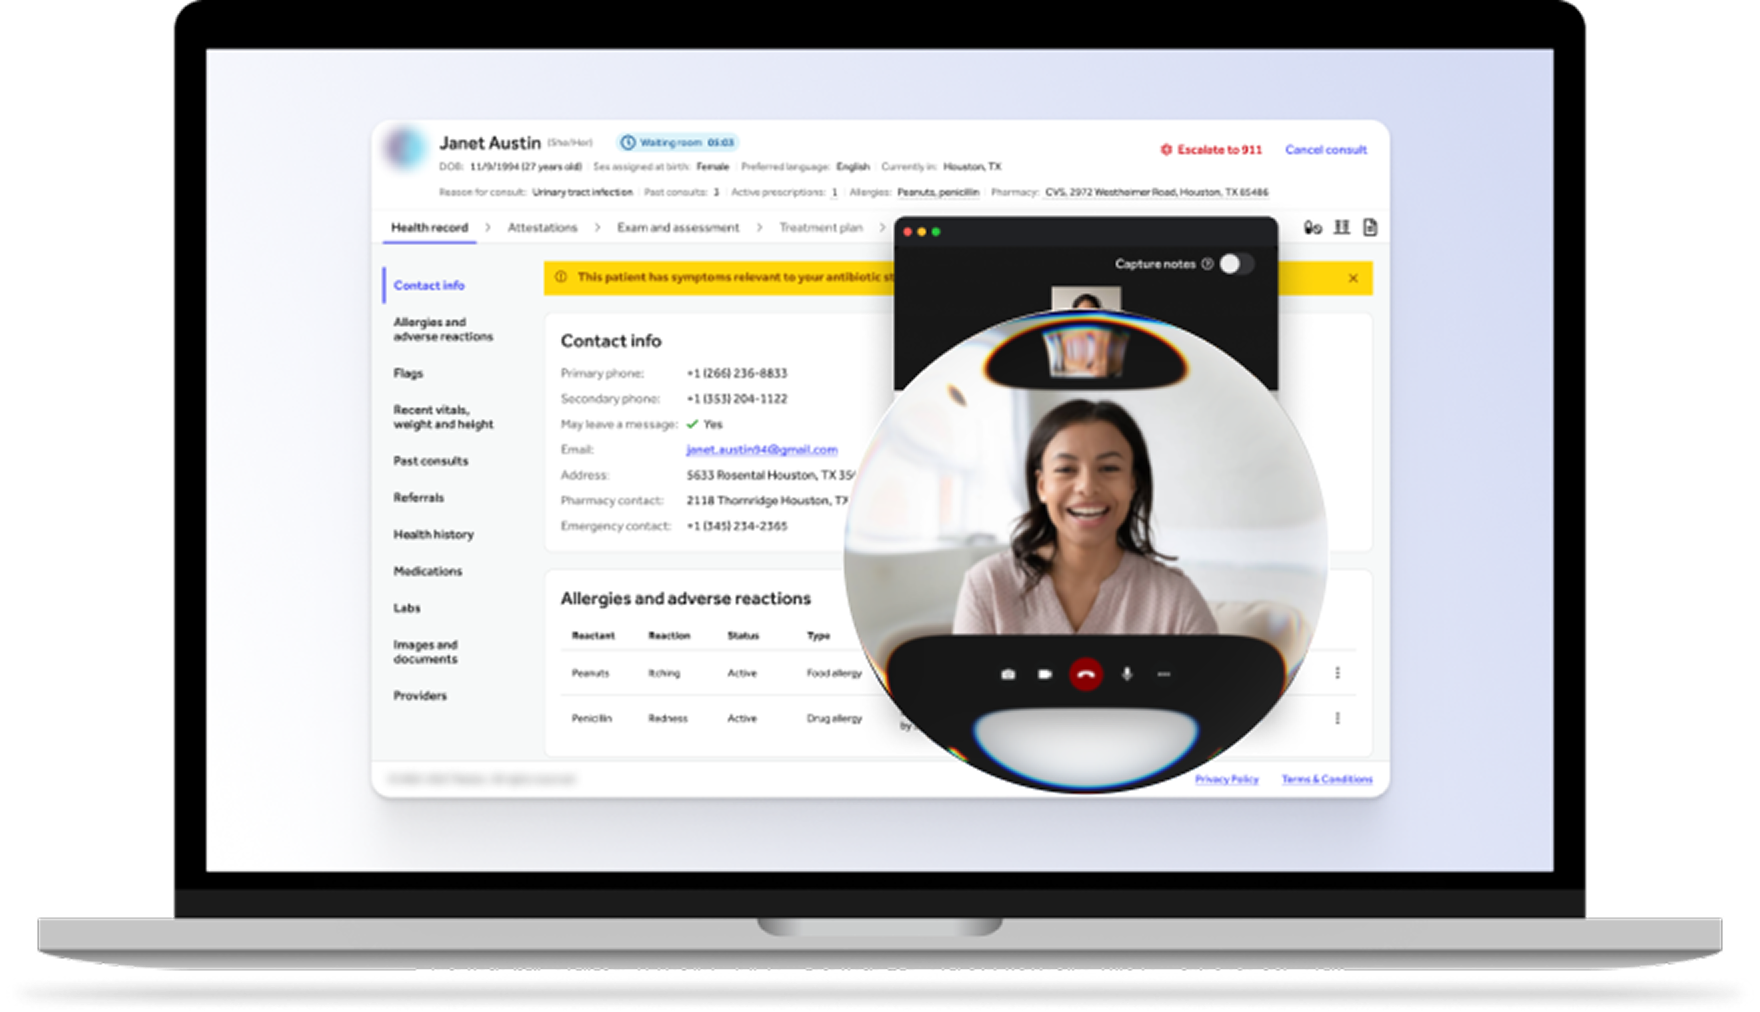 Janet Austin (She/Her) Waiting room 05:03
Escalate to 911 Cancel consult
DOB: 11/9/1994 (27 years old) Sex assigned at birth: Female Preferred language: English Currently in: Houston, TX
Reason for consult: Urinary tract infection Past consults: 3 Active prescriptions: 1 Allergies: Peanuts, penicillin Pharmacy: CVS, 2972 Westheimer Road, Houston, TX 85486
Health record > Attestations > Exam and assessment > Treatment plan >
Capture notes
This patient has symptoms relevant to your antibiotic st
Contact info
Allergies and
adverse reactions
Flags
Recent vitals,
weight and height
Past consults
Referrals
Health history
Medications
Labs
Images and
documents
Providers
Contact info
Primary phone: +1 (266) 236-8833
Secondary phone: +1 (353) 204-1122
May leave a message: Yes
Email: janet.austin94@gmail.com
Address: 5633 Rosental Houston, TX 35
Pharmacy contact: 2118 Thornridge Houston, TX
Emergency contact: +1 (345) 234-2365
Allergies and adverse reactions
Reactant Reaction Status Type
Peanuts Itching Active Food allergy
Penicillin Redness Active Drug allergy
by
Privacy Policy Terms & Conditions